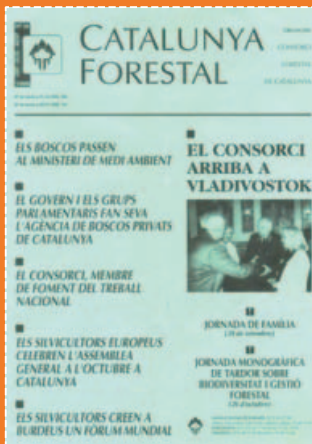 CATALUNYA
FORESTAL
CONSORCI
FORESTAL
DE CATALUNYA
ELS BOSCOS PASSEN
AL MINISTERI DE MEDI AMBIENT
EL GOVERN I ELS GRUPS
PARLAMENTARIS FAN SEVA
L'AGÈNCIA DE BOSCOS PRIVATS
DE CATALUNYA
EL CONSORCI, MEMBRE
DE FOMENT DEL TREBALL
NACIONAL
ELS SILVICULTORS EUROPEUS
CELEBREN L'ASSEMBLEA
GENERAL A L'OCTUBRE A
CATALUNYA
ELS SILVICULTORS CREEN A
BURDEUS UN FÒRUM MUNDIAL
EL CONSORCI
ARRIBA A
VLADIVOSTOK
JORNADA DE FAMÍLIA
JORNADA MONOGRÀFICA
DE TARDOR SOBRE
BIODIVERSITAT I GESTIÓ
FORESTAL